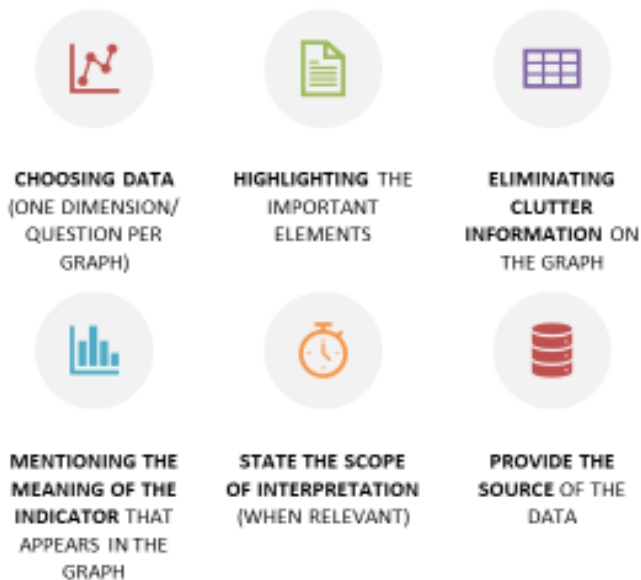 CHOOSING DATA
(ONE DIMENSION/
QUESTION PER
GRAPH)
HIGHLIGHTING THE
IMPORTANT
ELEMENTS
ELIMINATING
CLUTTER
INFORMATION ON
THE GRAPH
MENTIONING THE
MEANING OF THE
INDICATOR THAT
APPEARS IN THE
GRAPH
STATE THE SCOPE
OF INTERPRETATION
(WHEN RELEVANT)
PROVIDE THE
SOURCE OF THE
DATA